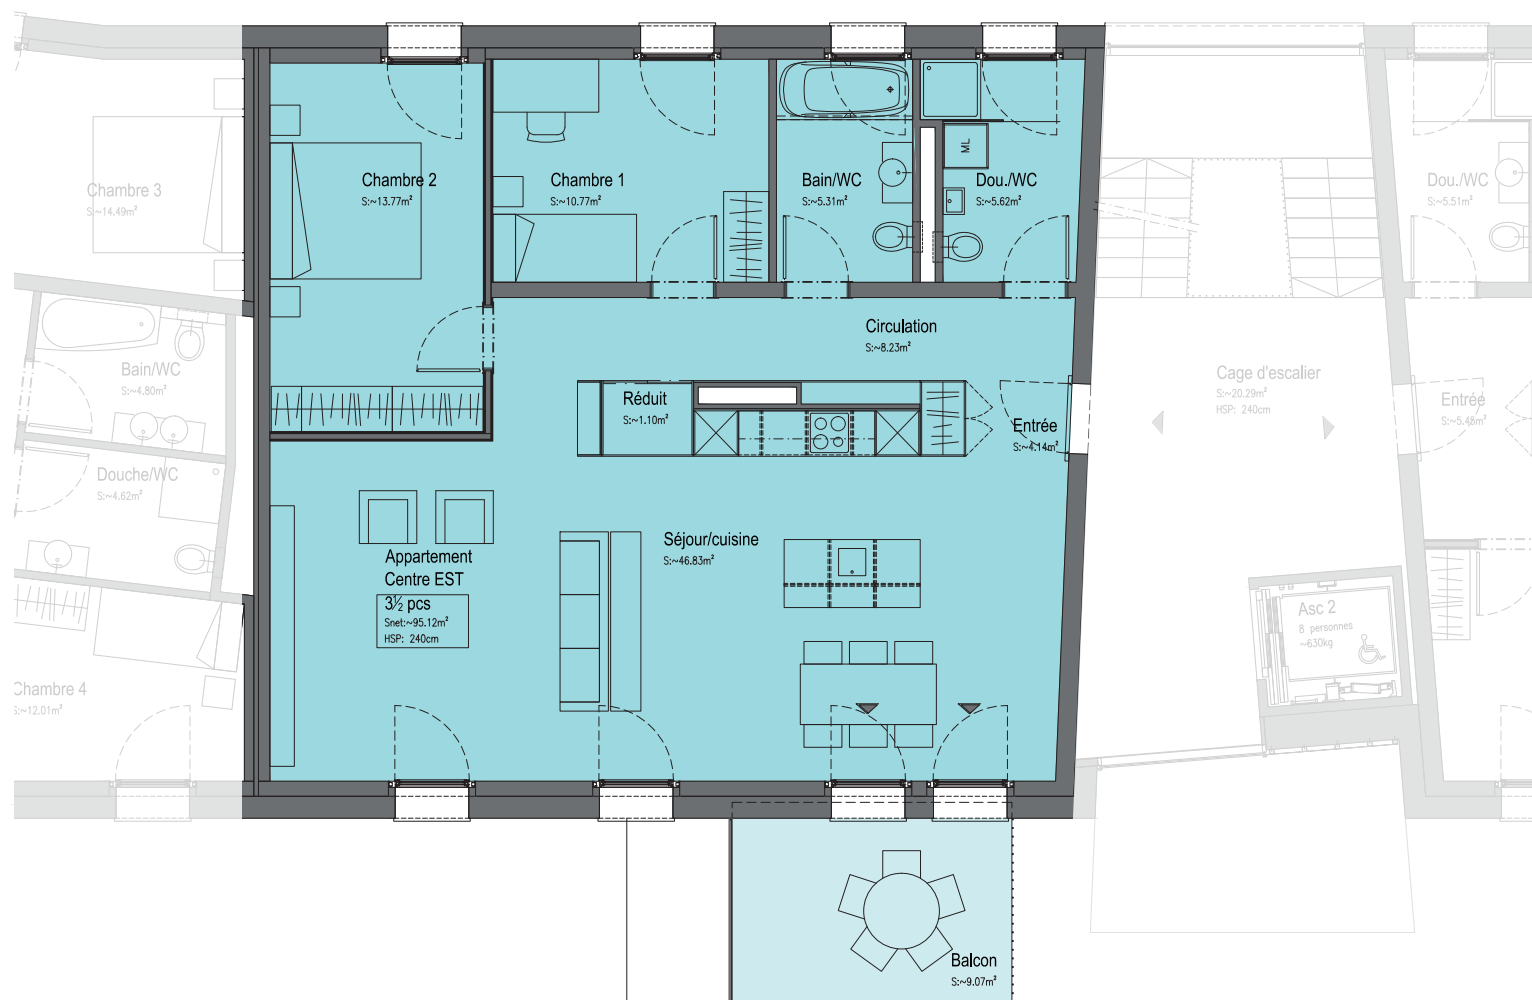 Chambre 3
S:~14.49m²
Chambre 2
S:~13.77m²
Chambre 1
S:~10.77m²
Bain/WC
S:~5.31m²
ML
Dou./WC
S:~5.62m²
Dou./WC
S:~5.51m²
Circulation
S:~8.23m²
Bain/WC
S:~4.80m²
Réduit
S:~1.10m²
Entrée
S:~4.14m²
Cage d'escalier
S:~20.29m²
HSP: 240cm
Entrée
S:~5.48m²
Douche/WC
S:~4.62m²
Séjour/cuisine
S:~46.83m²
Appartement
Centre EST
3½ pcs
Snet:~95.12m²
HSP: 240cm
Asc 2
8 personnes
~630kg
Chambre 4
S:~12.01m²
Balcon
S:~9.07m²